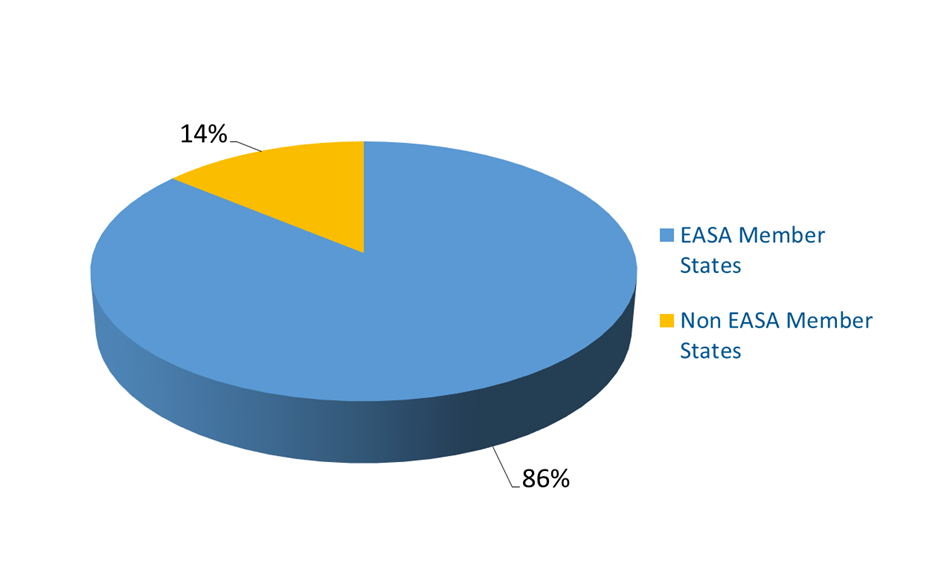 14%
EASA Member
States
Non EASA Member
States
86%